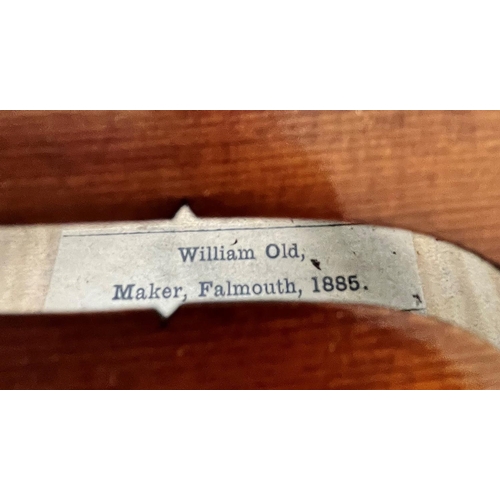 William Old,
Maker, Falmouth, 1885.